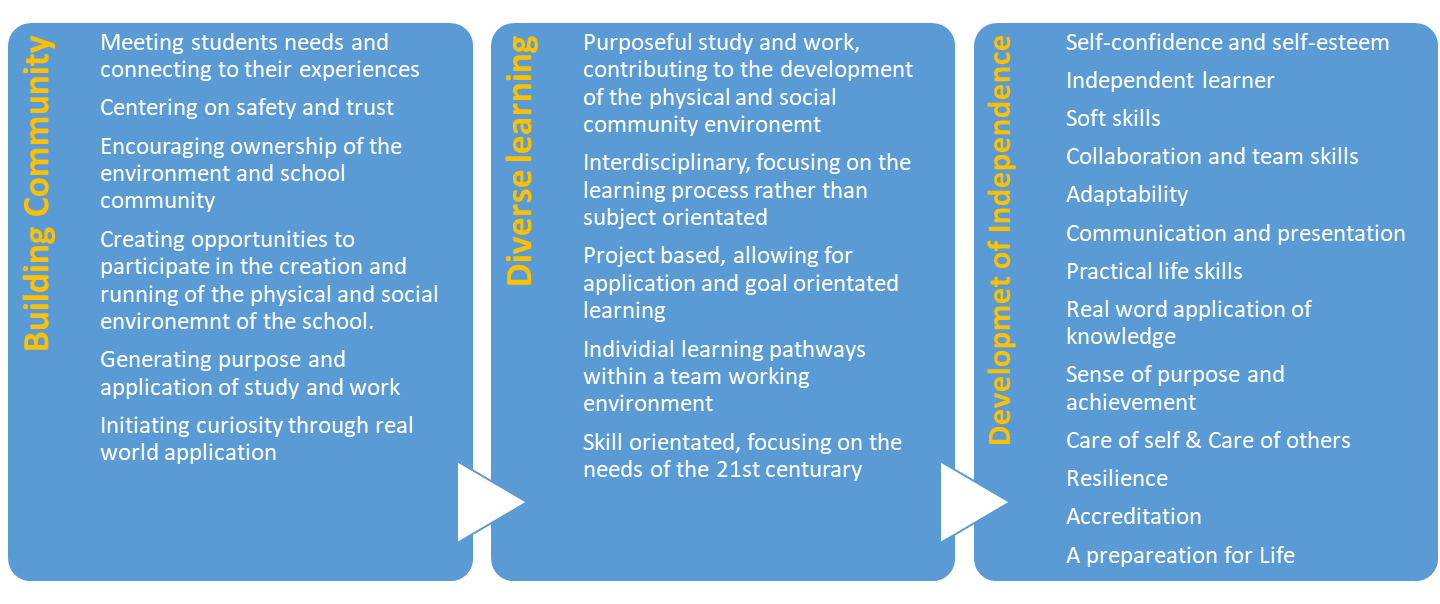 Building Community
Meeting students needs and
connecting to their experiences
Centering on safety and trust
Encouraging ownership of the
environment and school
community
Creating opportunities to
participate in the creation and
running of the physical and social
environemnt of the school.
Generating purpose and
application of study and work
Initiating curiosity through real
world application
Diverse learning
Purposeful study and work,
contributing to the development
of the physical and social
community environemt
Interdisciplinary, focusing on the
learning process rather than
subject orientated
Project based, allowing for
application and goal orientated
learning
Individial learning pathways
within a team working
environment
Skill orientated, focusing on the
needs of the 21st centurary
Developmet of Independence
Self-confidence and self-esteem
Independent learner
Soft skills
Collaboration and team skills
Adaptability
Communication and presentation
Practical life skills
Real word application of
knowledge
Sense of purpose and
achievement
Care of self & Care of others
Resilience
Accreditation
A prepareation for Life